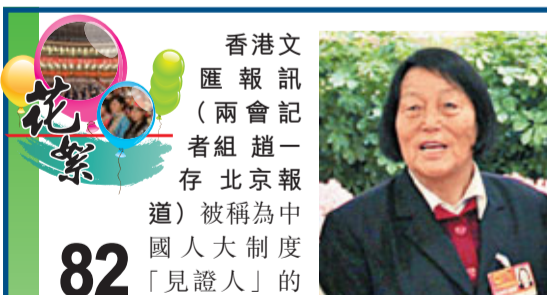 花絮
香港文
匯報訊
（兩會記
者組 趙一
存 北京報
道）被稱為中
國人大制度
「見證人」的
82